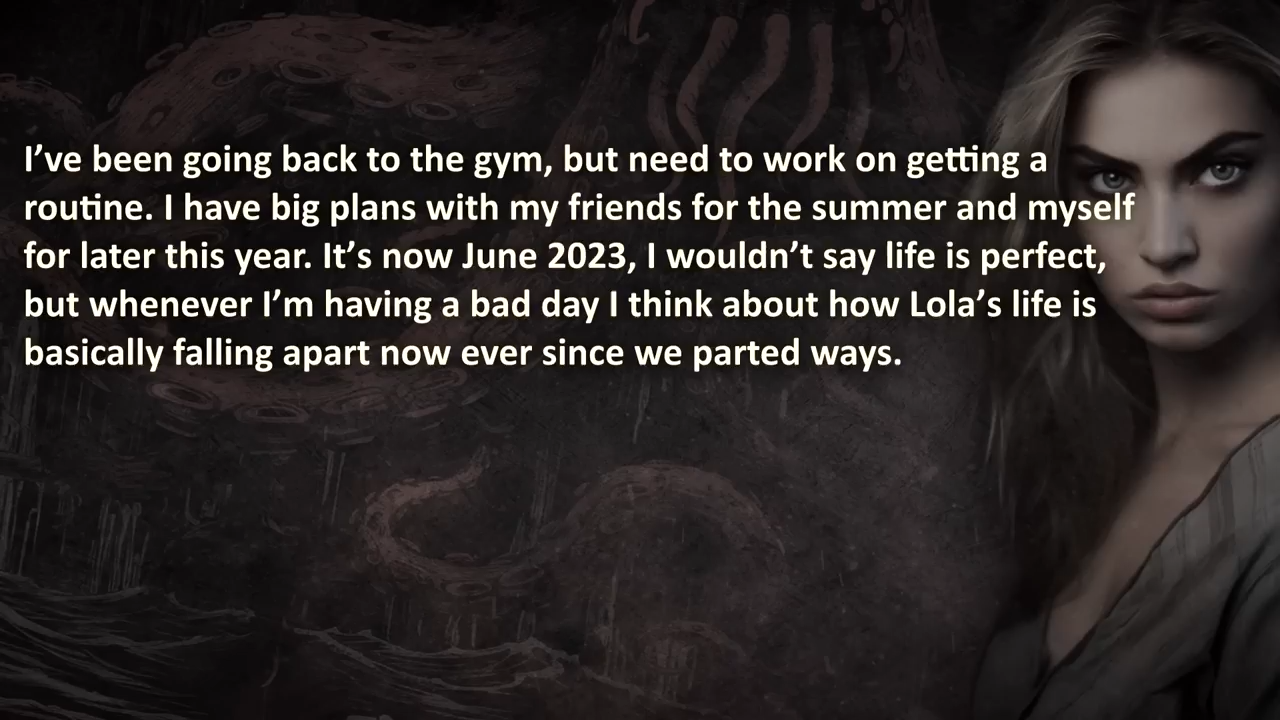 I’ve been going back to the gym, but need to work on getting a
routine. I have big plans with my friends for the summer and myself
for later this year. It’s now June 2023, I wouldn’t say life is perfect,
but whenever I’m having a bad day I think about how Lola’s life is
basically falling apart now ever since we parted ways.